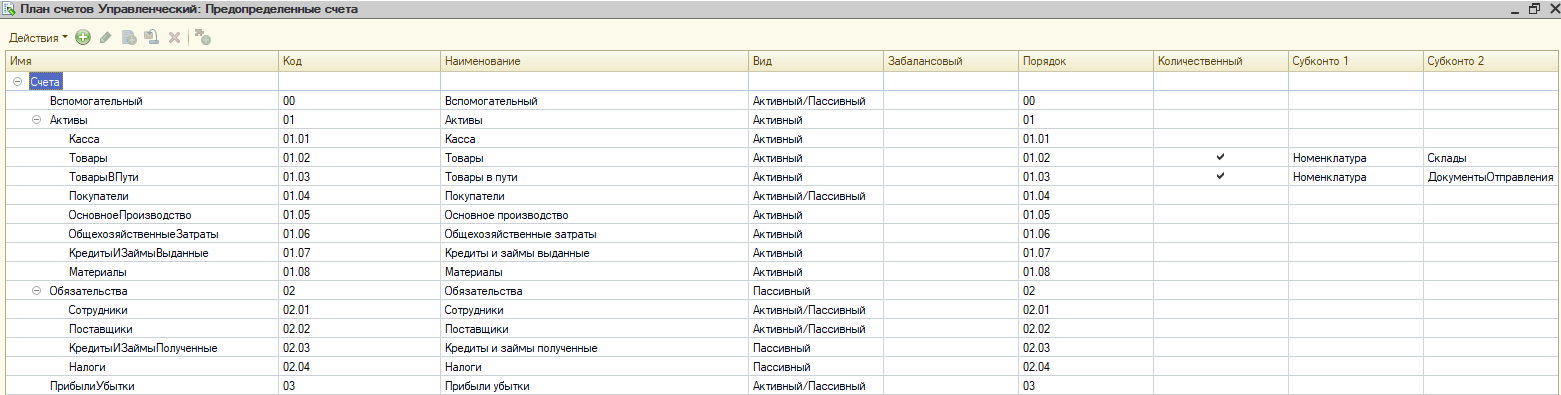 План счетов Управленческий: Предопределенные счета
Действия
Имя Код Наименование Вид Забалансовый Порядок Количественный Субконто 1 Субконто 2
Счета
Вспомогательный 00 Вспомогательный Активный/Пассивный 00
Активы 01 Активы Активный 01
Касса 01.01 Касса Активный 01.01
Товары 01.02 Товары Активный 01.02 ✔ Номенклатура Склады
ТоварыВПути 01.03 Товары в пути Активный 01.03 ✔ Номенклатура ДокументыОтправления
Покупатели 01.04 Покупатели Активный/Пассивный 01.04
ОсновноеПроизводство 01.05 Основное производство Активный 01.05
ОбщехозяйственныеЗатраты 01.06 Общехозяйственные затраты Активный 01.06
КредитыИЗаймыВыданные 01.07 Кредиты и займы выданные Активный 01.07
Материалы 01.08 Материалы Активный 01.08
Обязательства 02 Обязательства Пассивный 02
Сотрудники 02.01 Сотрудники Активный/Пассивный 02.01
Поставщики 02.02 Поставщики Активный/Пассивный 02.02
КредитыИЗаймыПолученные 02.03 Кредиты и займы полученные Пассивный 02.03
Налоги 02.04 Налоги Пассивный 02.04
ПрибылиУбытки 03 Прибыли убытки Активный/Пассивный 03